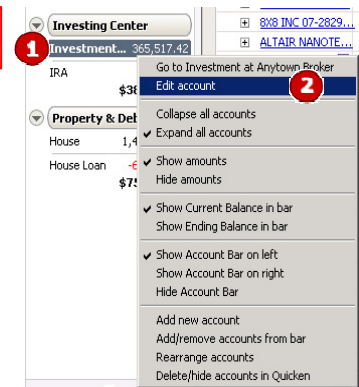 Investing Center
8X8 INC 07-2829...
1
Investment... 365,517.42
ALTAIR NANOTE...
IRA
Go to Investment at Anytown Broker
$38
Edit account
2
Property & Deb
Collapse all accounts
House 1,4
Expand all accounts
House Loan -6
Show amounts
$75
Hide amounts
Show Current Balance in bar
Show Ending Balance in bar
Show Account Bar on left
Show Account Bar on right
Hide Account Bar
Add new account
Add/remove accounts from bar
Rearrange accounts
Delete/hide accounts in Quicken